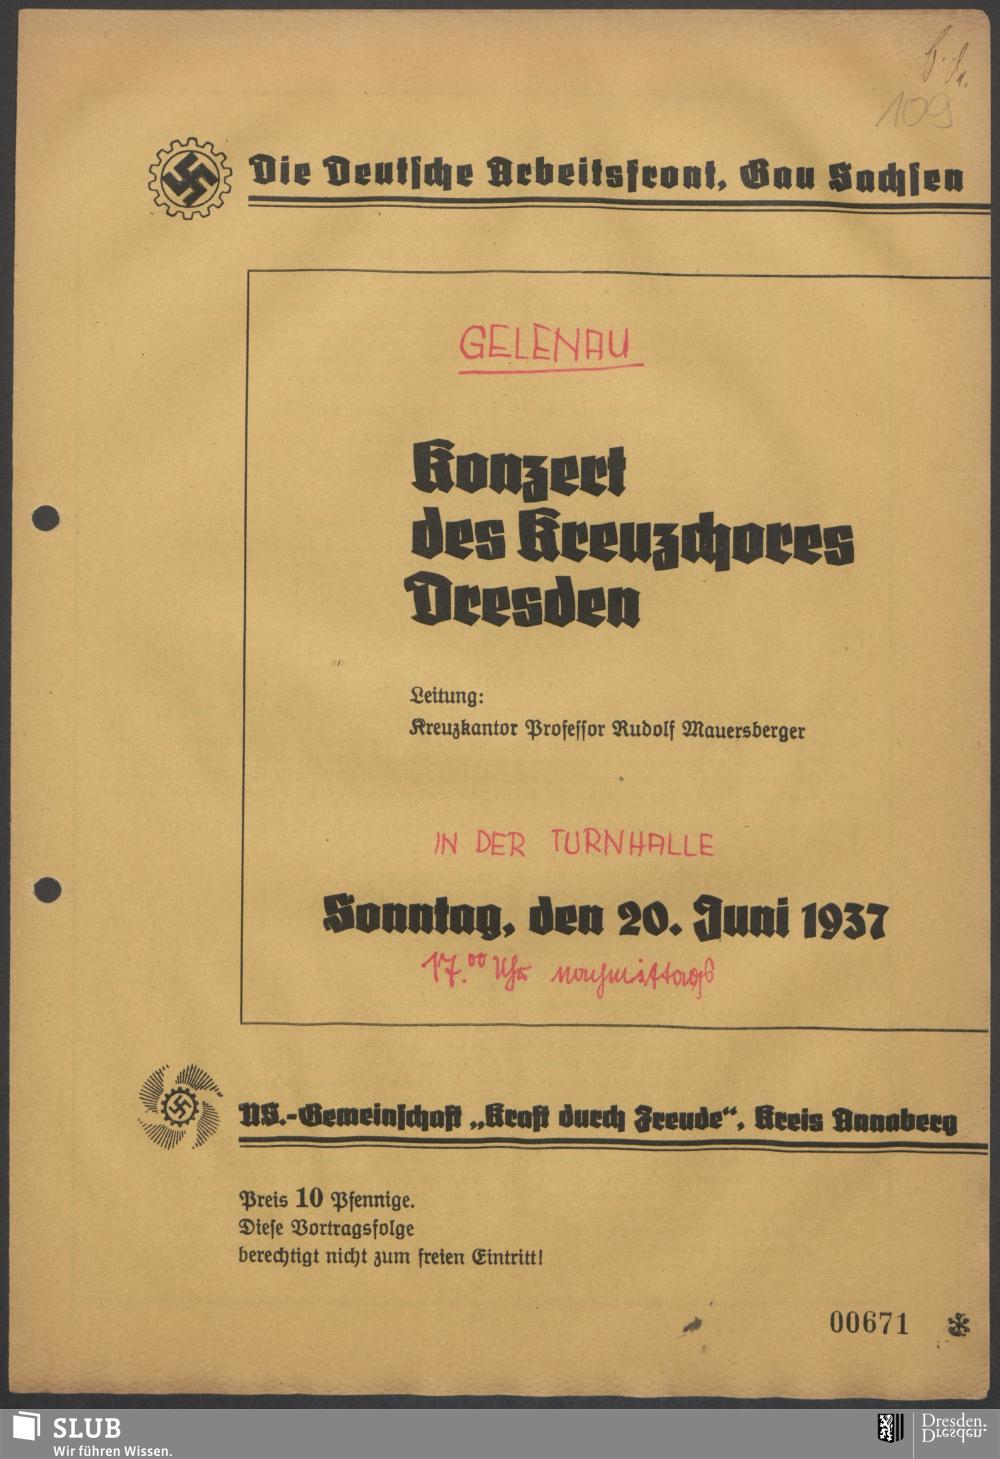 109
Die Deutsche Arbeitsfront, Gau Sachsen
GELENAU
Konzert
des Kreuzchores
Dresden
Leitung:
Kreuzkantor Professor Rudolf Mauersberger
IN DER TURNHALLE
Sonntag, den 20. Juni 1937
17.00 Uhr nachmittags
NS.-Gemeinschaft „Kraft durch Freude“, Kreis Annaberg
Preis 10 Pfennige.
Diese Vortragsfolge
berechtigt nicht zum freien Eintritt!
00671 *
SLUB
Wir führen Wissen.
Dresden.
Dresden.